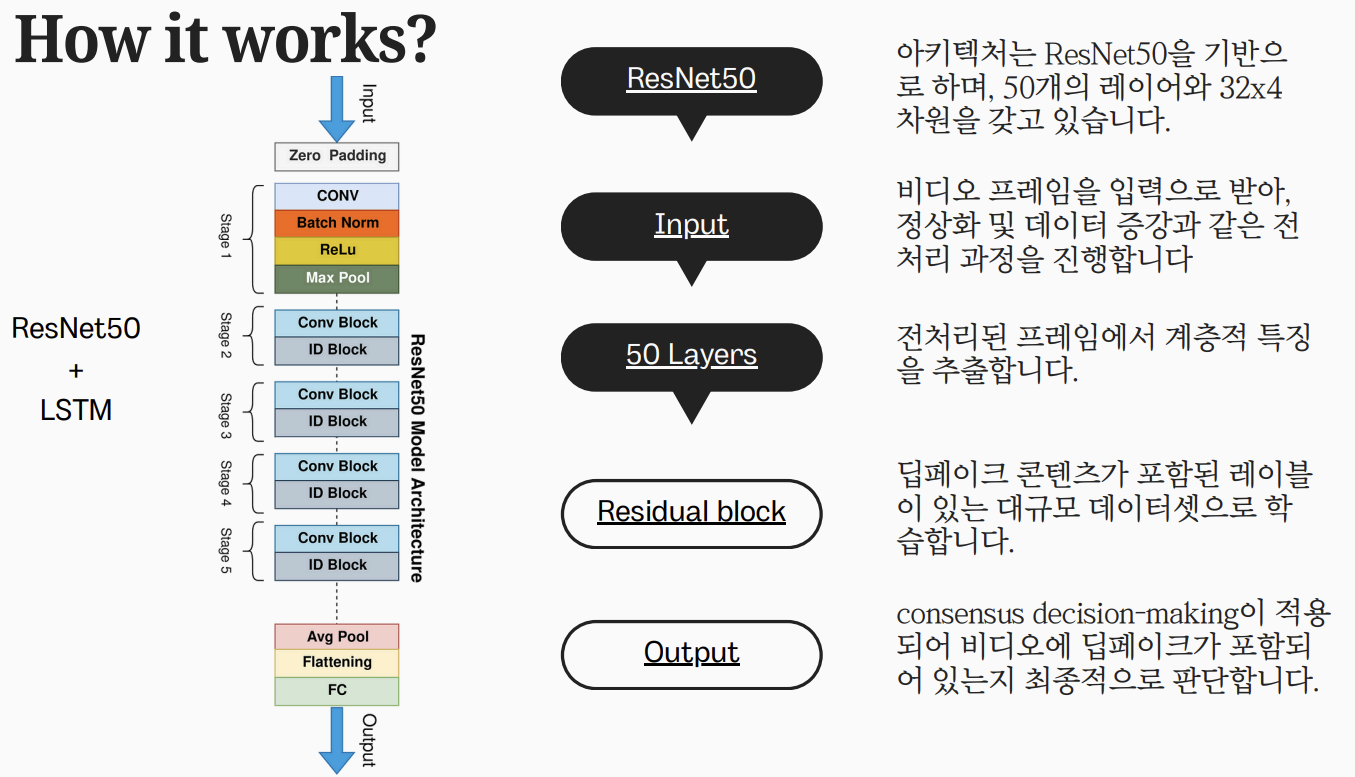 How it works?
Input
Zero Padding
Stage 1
CONV
Batch Norm
ReLu
Max Pool
Stage 2
Conv Block
ID Block
Stage 3
Conv Block
ID Block
Stage 4
Conv Block
ID Block
Stage 5
Conv Block
ID Block
Avg Pool
Flattening
FC
Output
ResNet50 Model Architecture
ResNet50
+
LSTM
ResNet50
아키텍처는 ResNet50을 기반으
로 하며, 50개의 레이어와 32x4
차원을 갖고 있습니다.
Input
비디오 프레임을 입력으로 받아,
정상화 및 데이터 증강과 같은 전
처리 과정을 진행합니다
50 Layers
전처리된 프레임에서 계층적 특징
을 추출합니다.
Residual block
딥페이크 콘텐츠가 포함된 레이블
이 있는 대규모 데이터셋으로 학
습합니다.
Output
consensus decision-making이 적용
되어 비디오에 딥페이크가 포함되
어 있는지 최종적으로 판단합니다.